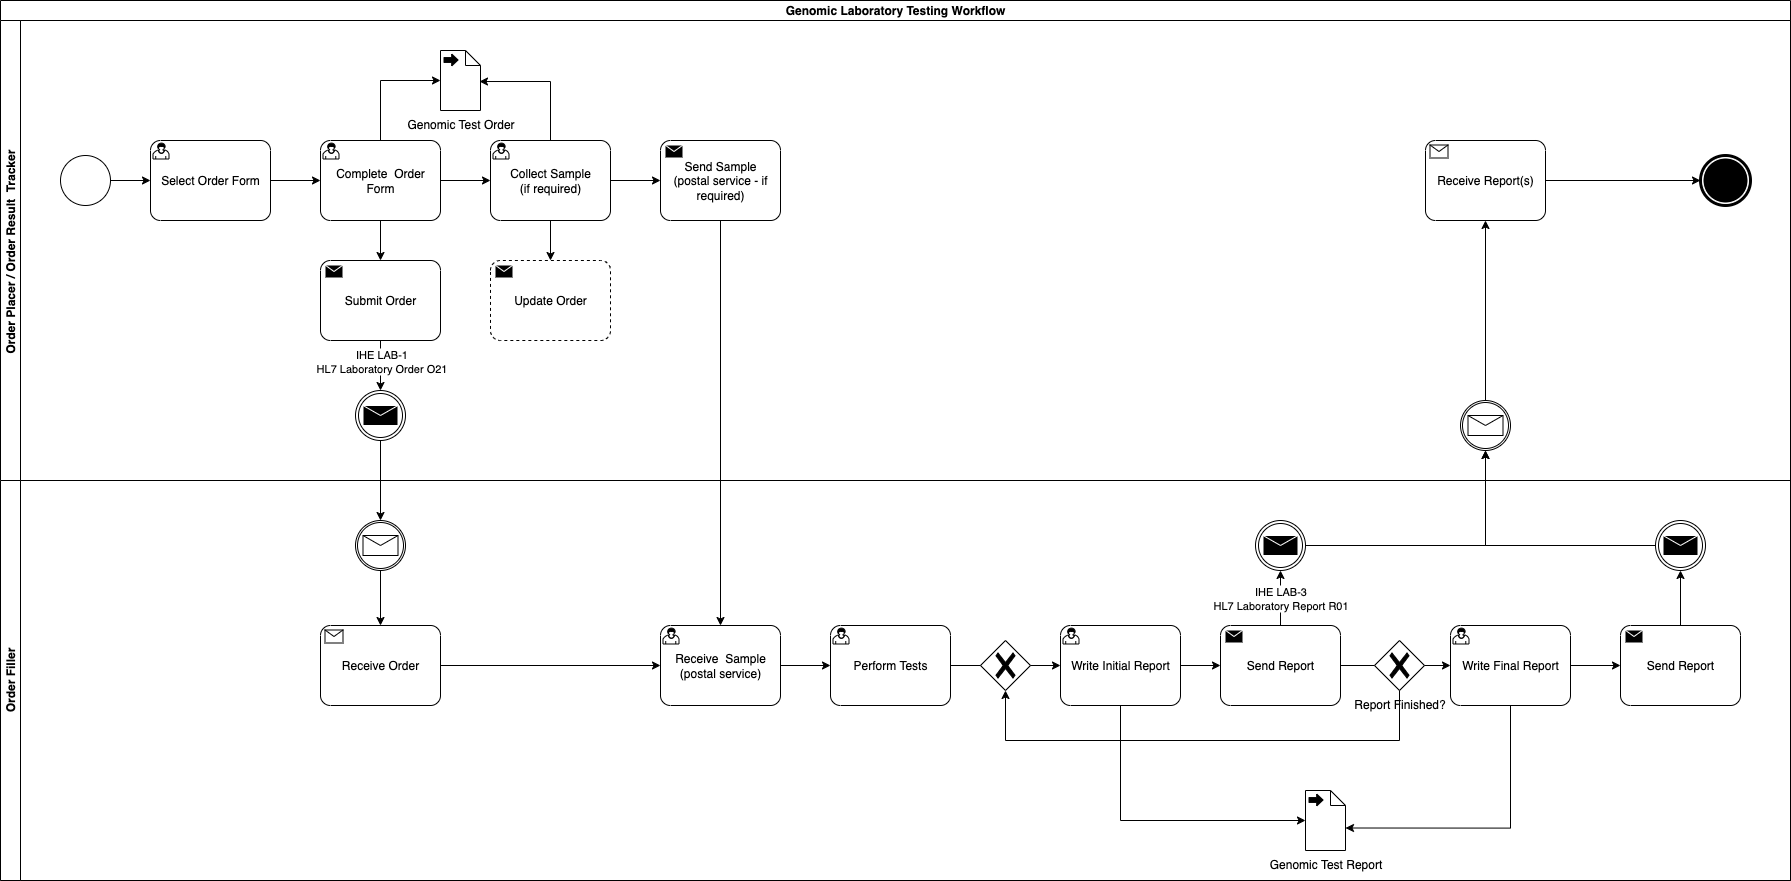 Genomic Laboratory Testing Workflow
Order Placer / Order Result Tracker
Genomic Test Order
Select Order Form
Complete Order
Form
Collect Sample
(if required)
Send Sample
(postal service - if
required)
Receive Report(s)
Submit Order
Update Order
IHE LAB-1
HL7 Laboratory Order O21
Order Filler
IHE LAB-3
HL7 Laboratory Report R01
Receive Order
Receive Sample
(postal service)
Perform Tests
Write Initial Report
Send Report
Report Finished?
Write Final Report
Send Report
Genomic Test Report